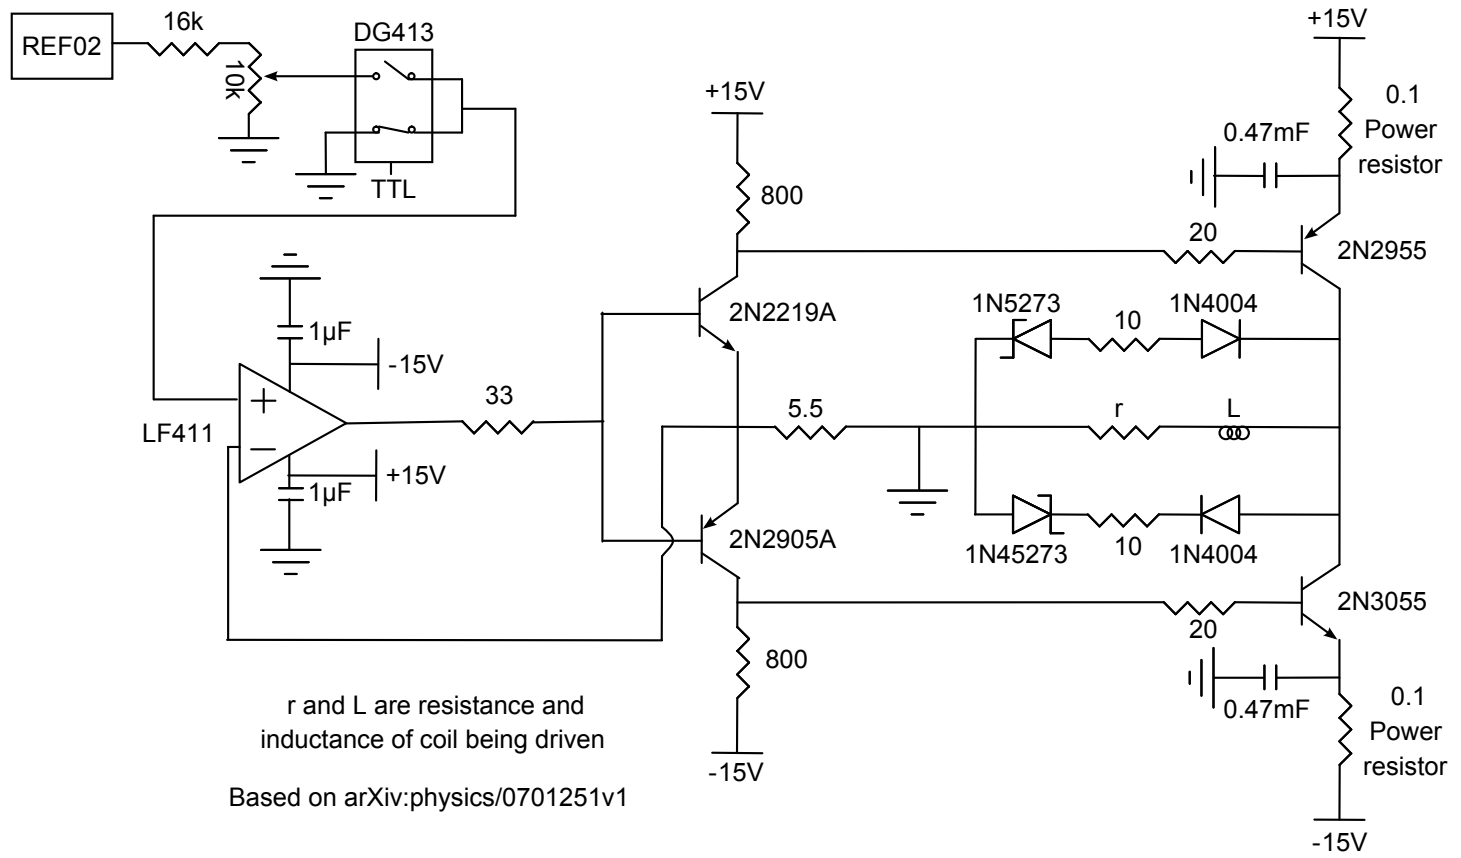 REF02
16k
10k
DG413
TTL
+15V
800
+15V
0.1
Power
resistor
0.47mF
20
2N2955
1µF
-15V
2N2219A
1N5273
10
1N4004
LF411
33
5.5
r
L
+15V
1µF
2N2905A
1N45273
10
1N4004
2N3055
20
800
0.47mF
0.1
Power
resistor
-15V
-15V
r and L are resistance and
inductance of coil being driven
Based on arXiv:physics/0701251v1